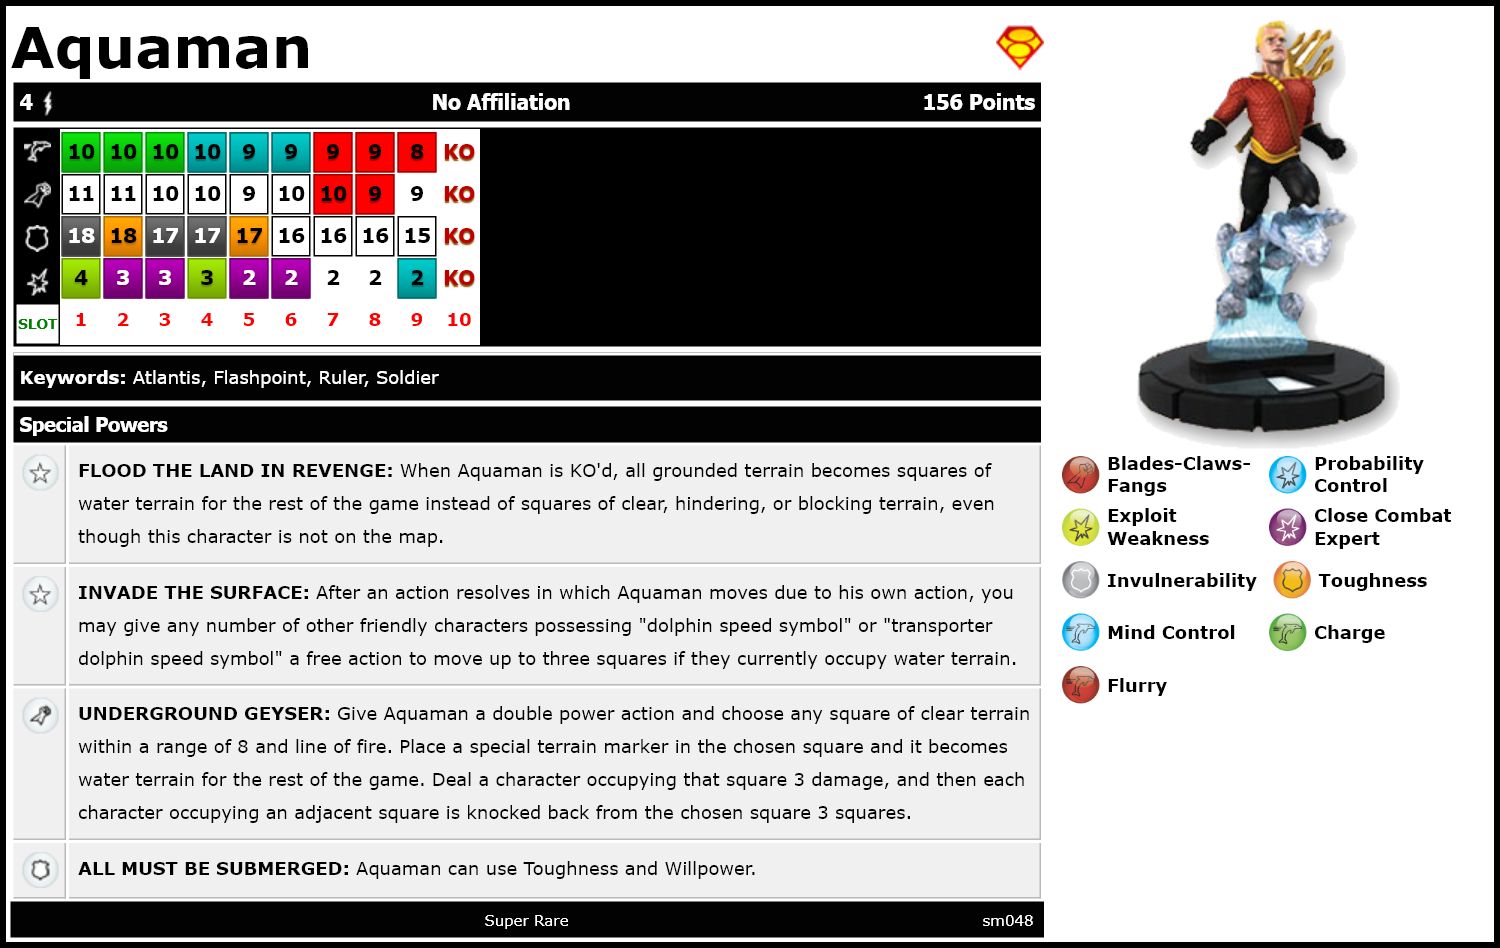 Aquaman
4 No Affiliation 156 Points
10 10 10 10 9 9 9 9 8 KO
11 11 10 10 9 10 10 9 9 KO
18 18 17 17 17 16 16 16 15 KO
4 3 3 3 2 2 2 2 2 KO
SLOT 1 2 3 4 5 6 7 8 9 10
Keywords: Atlantis, Flashpoint, Ruler, Soldier
Special Powers
FLOOD THE LAND IN REVENGE: When Aquaman is KO'd, all grounded terrain becomes squares of
water terrain for the rest of the game instead of squares of clear, hindering, or blocking terrain, even
though this character is not on the map.
INVADE THE SURFACE: After an action resolves in which Aquaman moves due to his own action, you
may give any number of other friendly characters possessing "dolphin speed symbol" or "transporter
dolphin speed symbol" a free action to move up to three squares if they currently occupy water terrain.
UNDERGROUND GEYSER: Give Aquaman a double power action and choose any square of clear terrain
within a range of 8 and line of fire. Place a special terrain marker in the chosen square and it becomes
water terrain for the rest of the game. Deal a character occupying that square 3 damage, and then each
character occupying an adjacent square is knocked back from the chosen square 3 squares.
ALL MUST BE SUBMERGED: Aquaman can use Toughness and Willpower.
Super Rare sm048
Blades-Claws-
Fangs
Probability
Control
Exploit
Weakness
Close Combat
Expert
Invulnerability
Toughness
Mind Control
Charge
Flurry